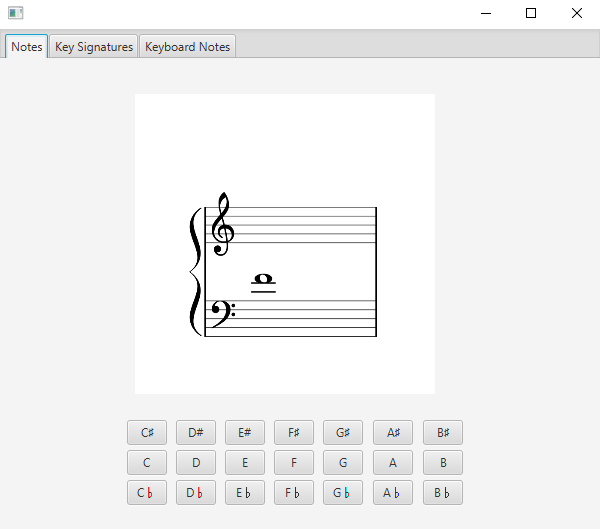 Notes Key Signatures Keyboard Notes
C♯ D# E# F♯ G♯ A♯ B♯
C D E F G A B
C♭ D♭ E♭ F♭ G♭ A♭ B♭